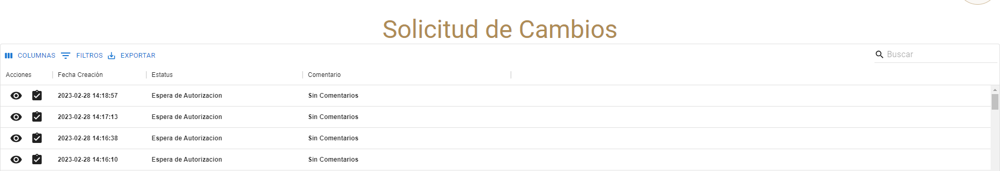 Solicitud de Cambios
COLUMNAS FILTROS EXPORTAR Buscar
Acciones Fecha Creación Estatus Comentario
2023-02-28 14:18:57 Espera de Autorizacion Sin Comentarios
2023-02-28 14:17:13 Espera de Autorizacion Sin Comentarios
2023-02-28 14:16:38 Espera de Autorizacion Sin Comentarios
2023-02-28 14:16:10 Espera de Autorizacion Sin Comentarios